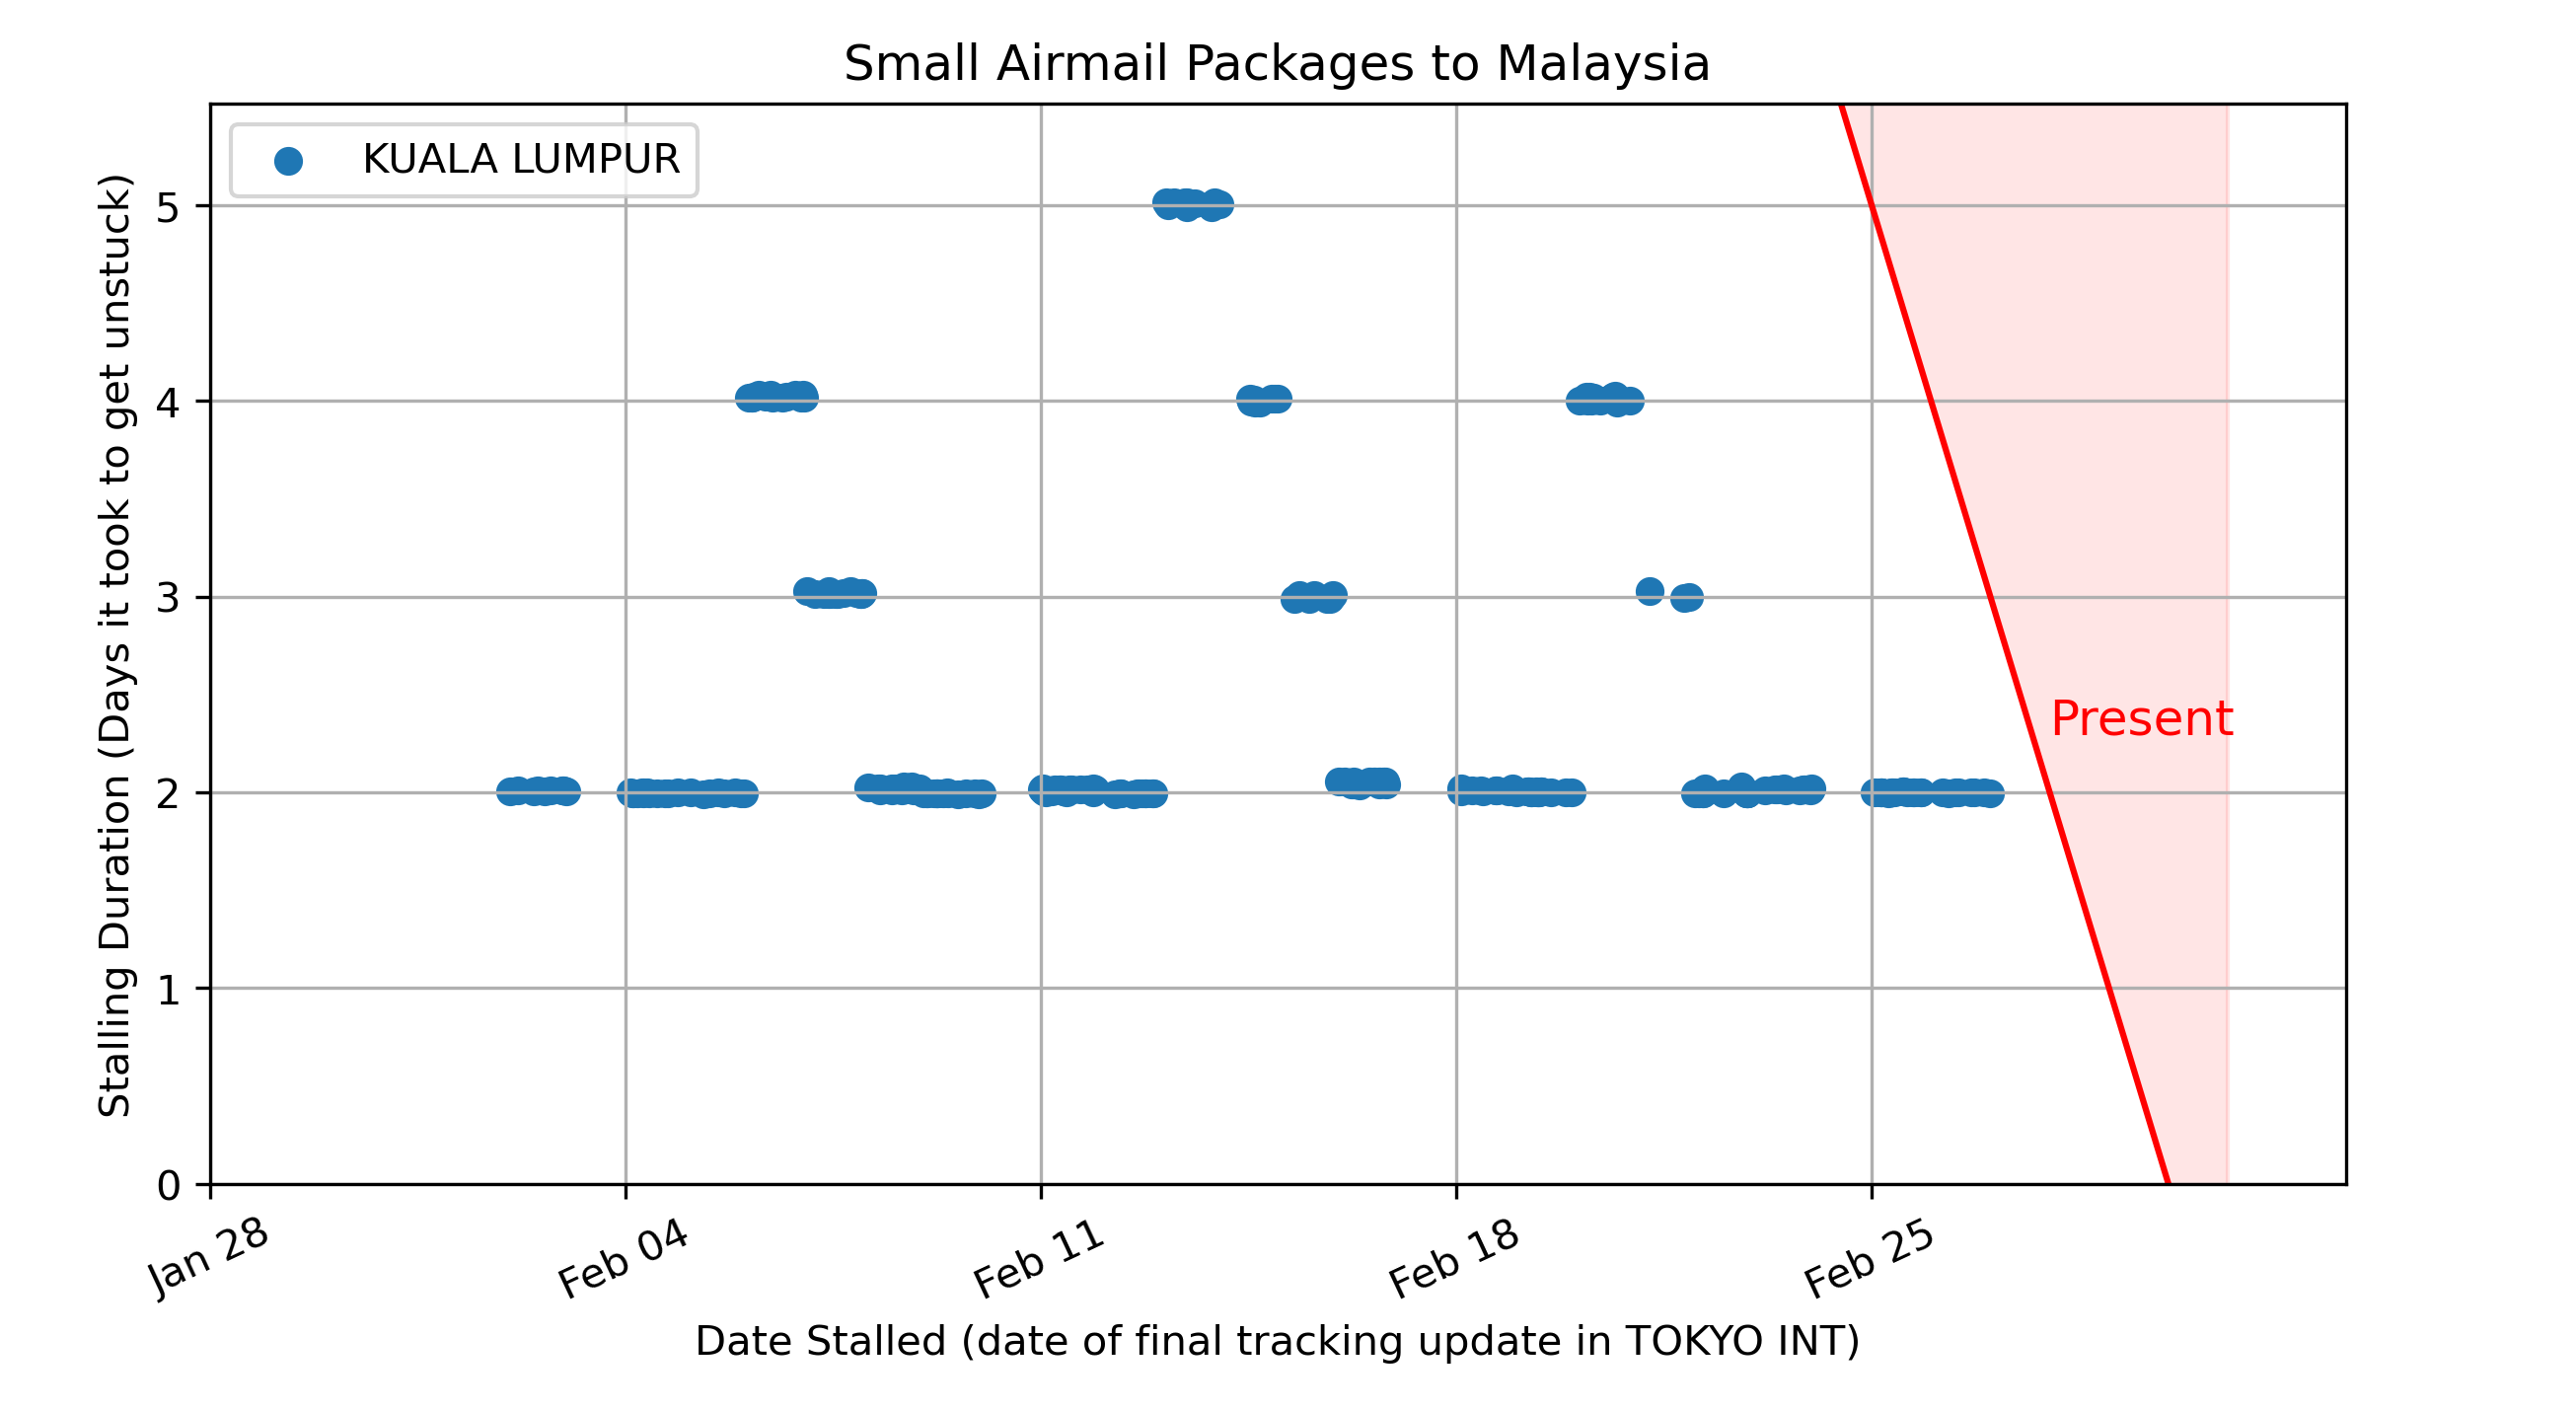 Small Airmail Packages to Malaysia
KUALA LUMPUR
Stalling Duration (Days it took to get unstuck)
5
4
3
2
1
0
Present
Jan 28
Feb 04
Feb 11
Feb 18
Feb 25
Date Stalled (date of final tracking update in TOKYO INT)